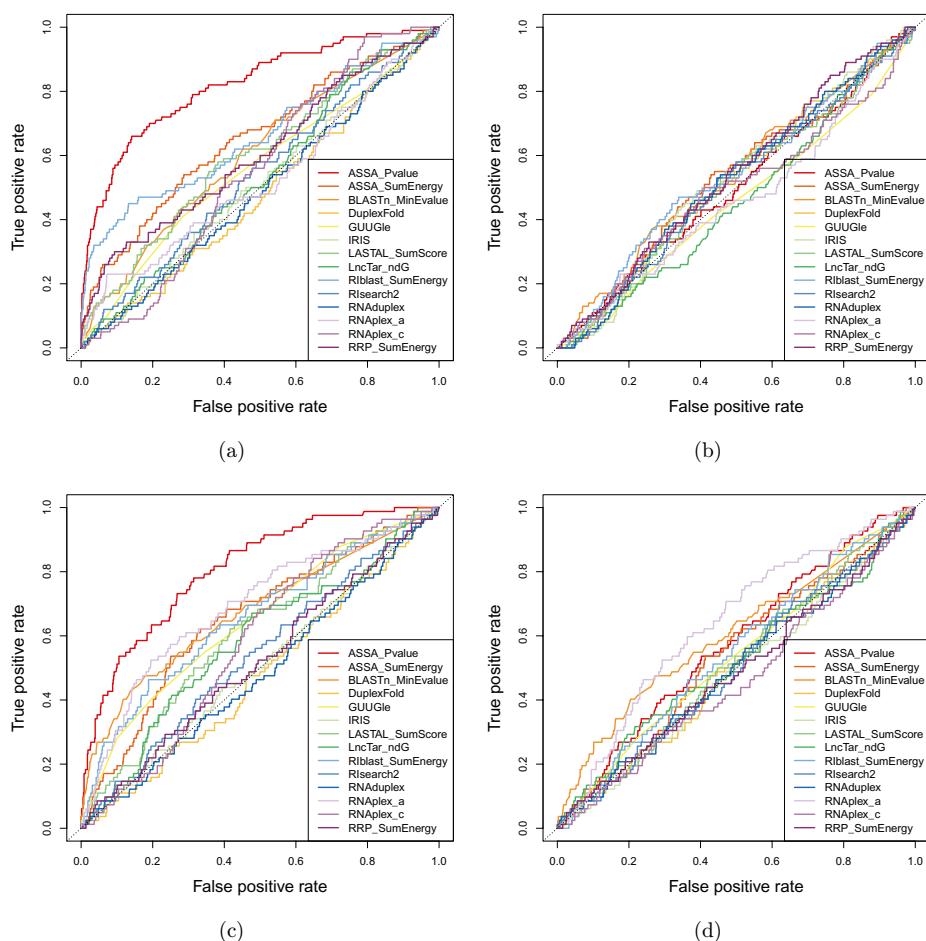 1.0
0.8
0.6
0.4
0.2
0.0
True positive rate
ASSA_Pvalue
ASSA_SumEnergy
BLASTn_MinEvalue
DuplexFold
GUUGle
IRIS
LASTAL_SumScore
LncTar_ndG
RIblast_SumEnergy
RIsearch2
RNAduplex
RNAplex_a
RNAplex_c
RRP_SumEnergy
0.0 0.2 0.4 0.6 0.8 1.0
False positive rate
(a)
1.0
0.8
0.6
0.4
0.2
0.0
True positive rate
ASSA_Pvalue
ASSA_SumEnergy
BLASTn_MinEvalue
DuplexFold
GUUGle
IRIS
LASTAL_SumScore
LncTar_ndG
RIblast_SumEnergy
RIsearch2
RNAduplex
RNAplex_a
RNAplex_c
RRP_SumEnergy
0.0 0.2 0.4 0.6 0.8 1.0
False positive rate
(b)
1.0
0.8
0.6
0.4
0.2
0.0
True positive rate
ASSA_Pvalue
ASSA_SumEnergy
BLASTn_MinEvalue
DuplexFold
GUUGle
IRIS
LASTAL_SumScore
LncTar_ndG
RIblast_SumEnergy
RIsearch2
RNAduplex
RNAplex_a
RNAplex_c
RRP_SumEnergy
0.0 0.2 0.4 0.6 0.8 1.0
False positive rate
(c)
1.0
0.8
0.6
0.4
0.2
0.0
True positive rate
ASSA_Pvalue
ASSA_SumEnergy
BLASTn_MinEvalue
DuplexFold
GUUGle
IRIS
LASTAL_SumScore
LncTar_ndG
RIblast_SumEnergy
RIsearch2
RNAduplex
RNAplex_a
RNAplex_c
RRP_SumEnergy
0.0 0.2 0.4 0.6 0.8 1.0
False positive rate
(d)